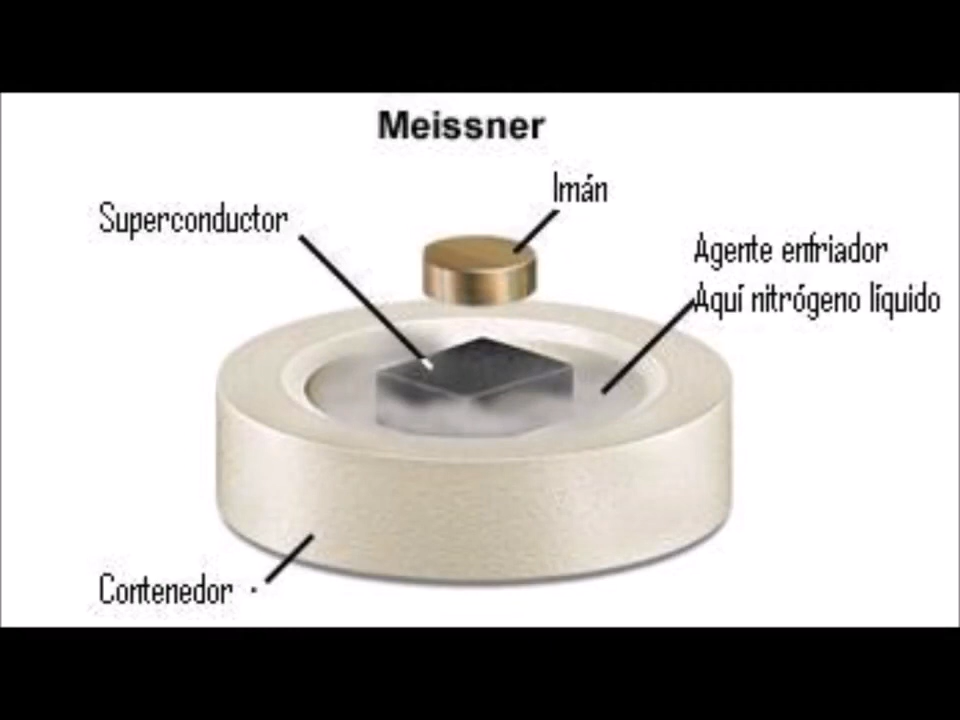 Meissner
Imán
Superconductor
Agente enfriador
Aquí nitrógeno líquido
Contenedor